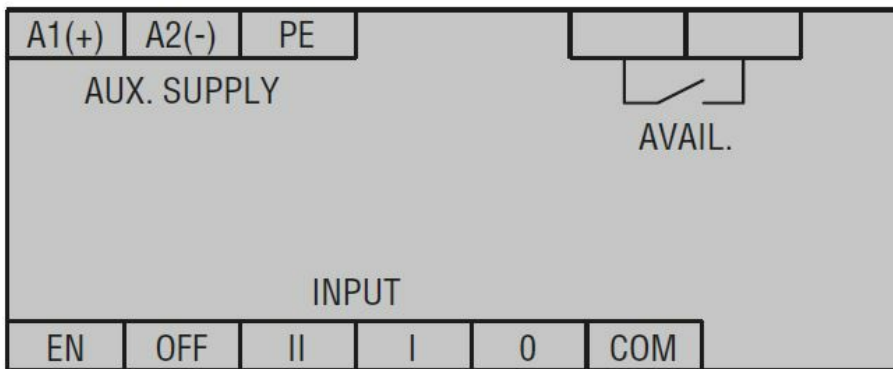 A1(+) A2(-) PE
AUX. SUPPLY
AVAIL.
INPUT
EN OFF II I 0 COM